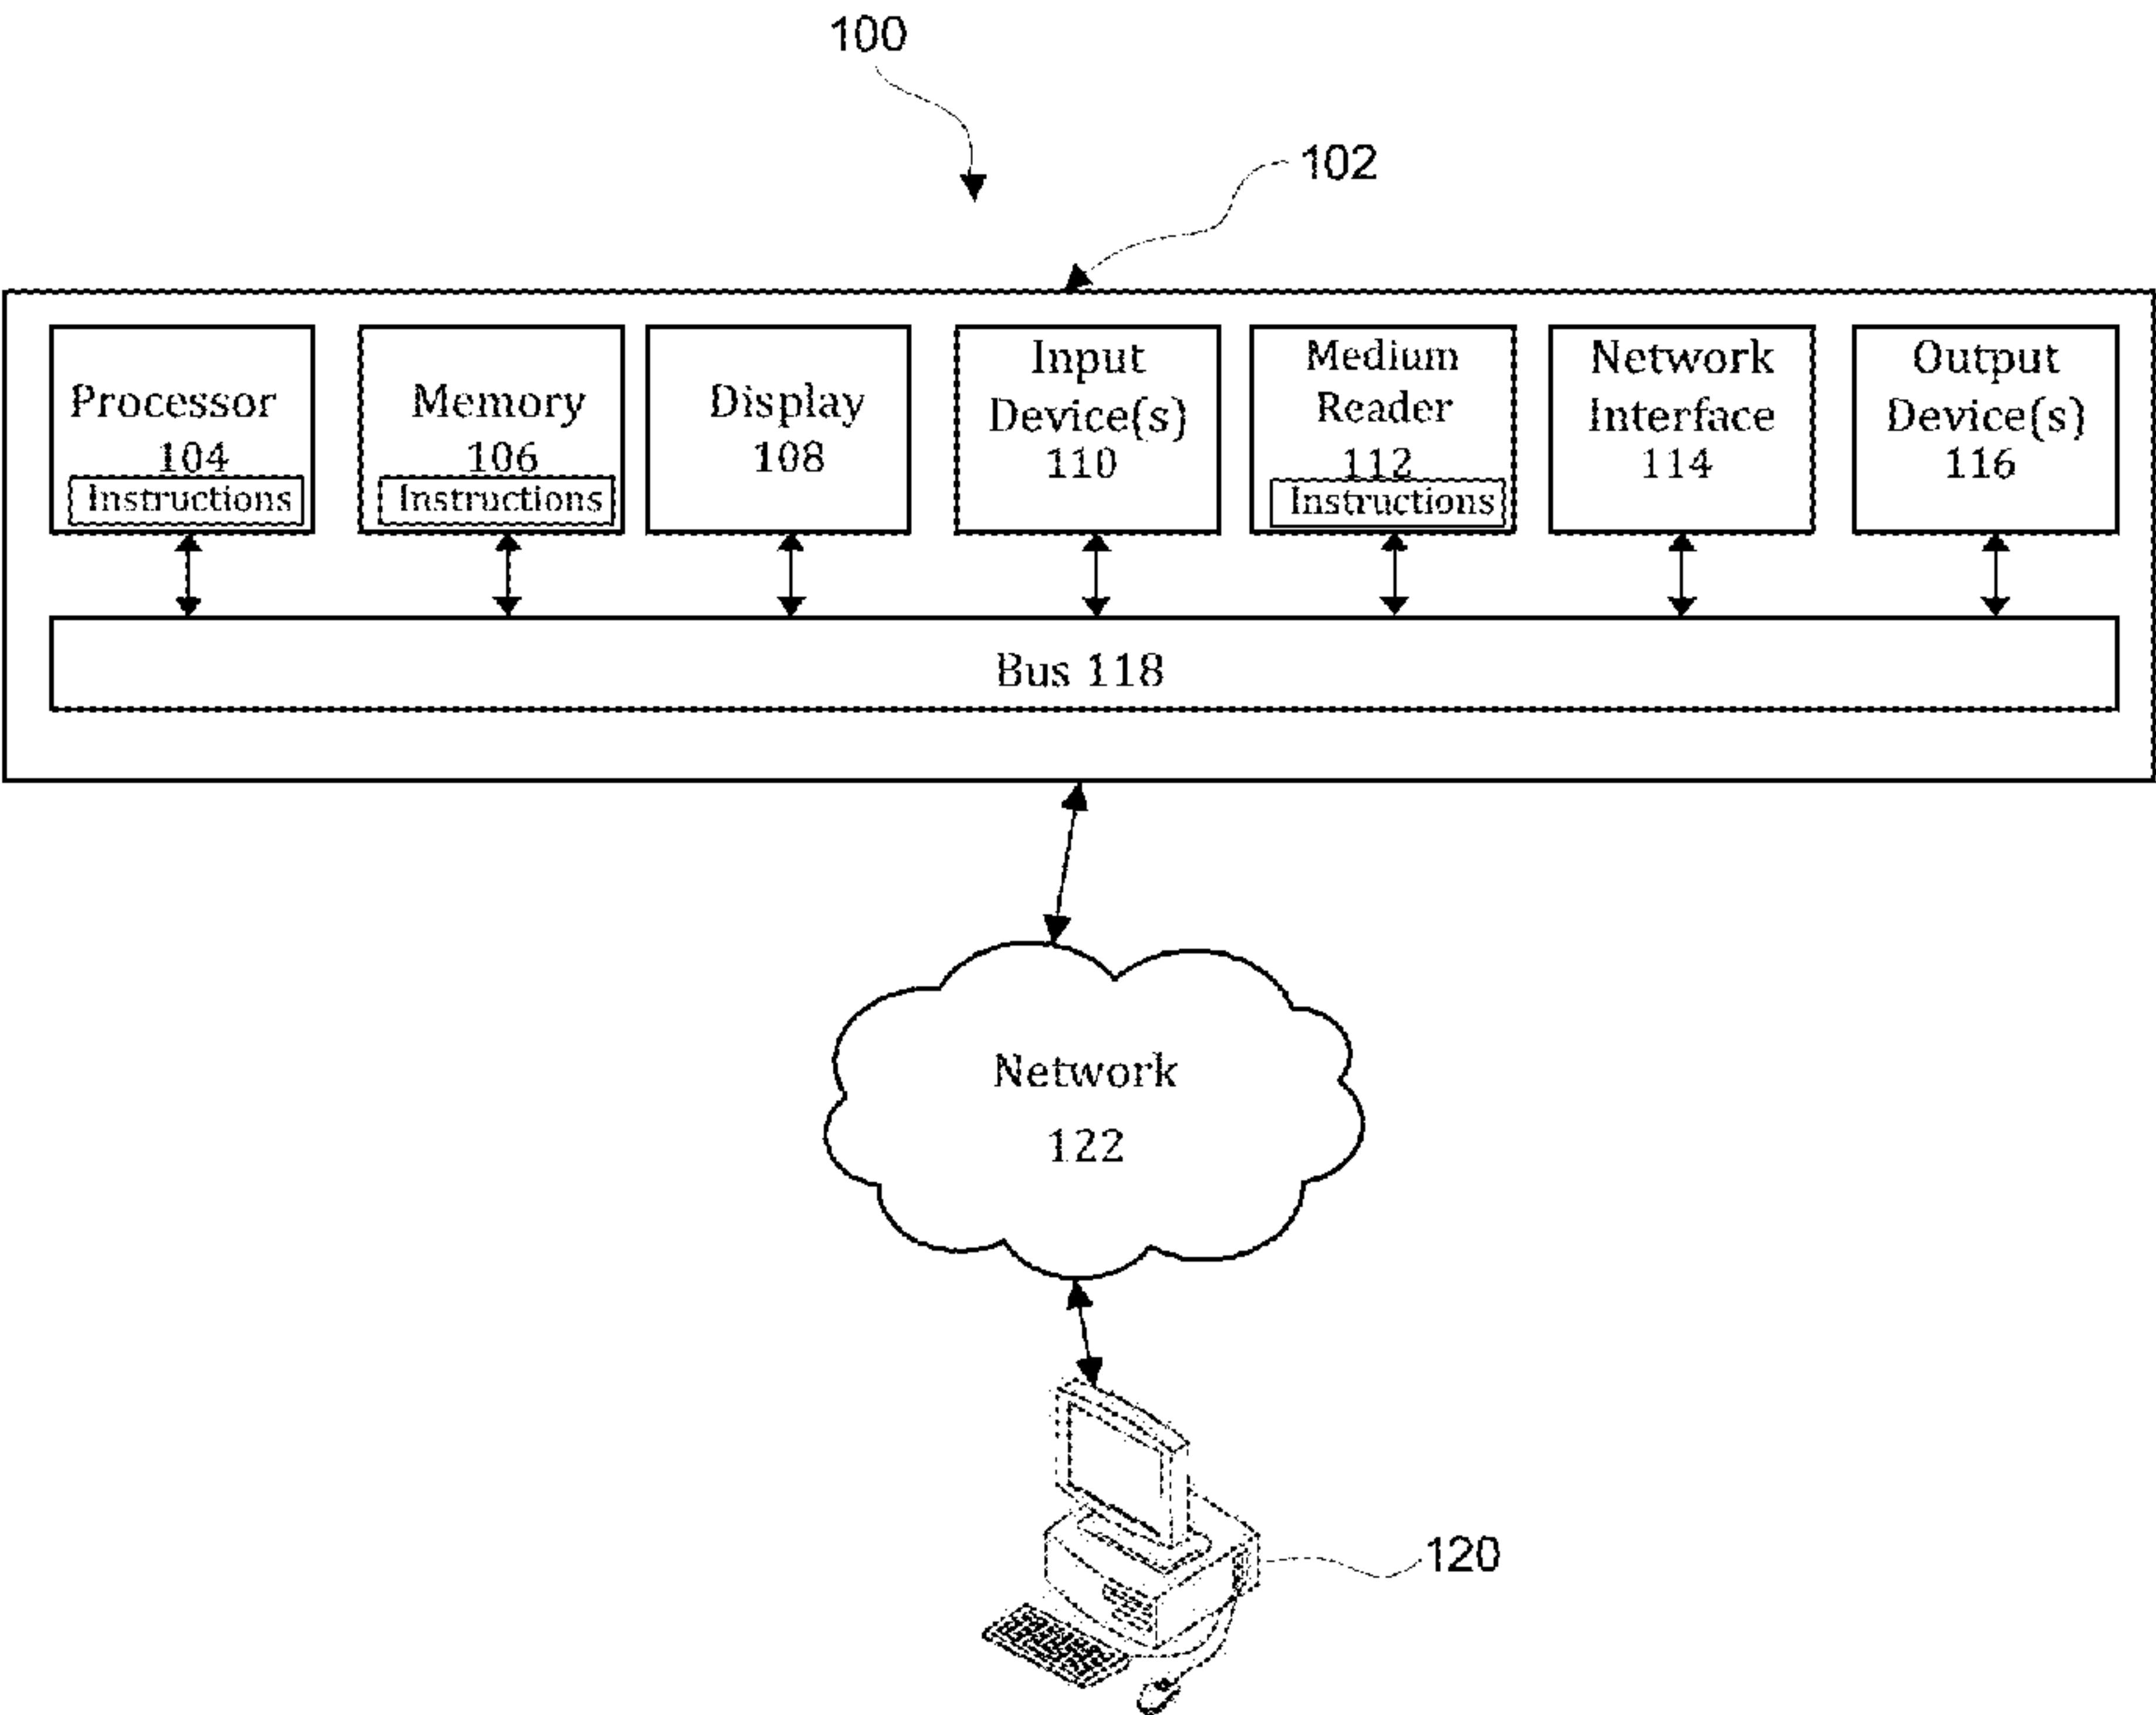 100
102
Processor
104
Instructions
Memory
106
Instructions
Display
108
Input
Device(s)
110
Medium
Reader
112
Instructions
Network
Interface
114
Output
Device(s)
116
Bus 118
Network
122
120